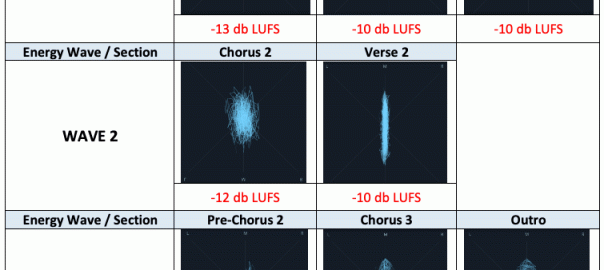 -13 db LUFS -10 db LUFS -10 db LUFS
Energy Wave / Section Chorus 2 Verse 2
L M R
WAVE 2
-12 db LUFS -10 db LUFS
Energy Wave / Section Pre-Chorus 2 Chorus 3 Outro